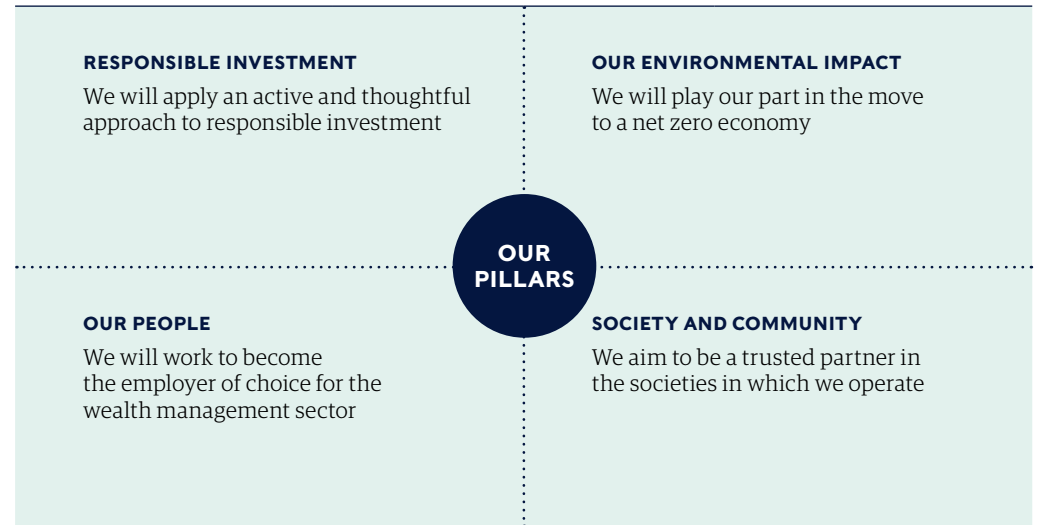 RESPONSIBLE INVESTMENT
We will apply an active and thoughtful
approach to responsible investment
OUR ENVIRONMENTAL IMPACT
We will play our part in the move
to a net zero economy
OUR
PILLARS
OUR PEOPLE
We will work to become
the employer of choice for the
wealth management sector
SOCIETY AND COMMUNITY
We aim to be a trusted partner in
the societies in which we operate